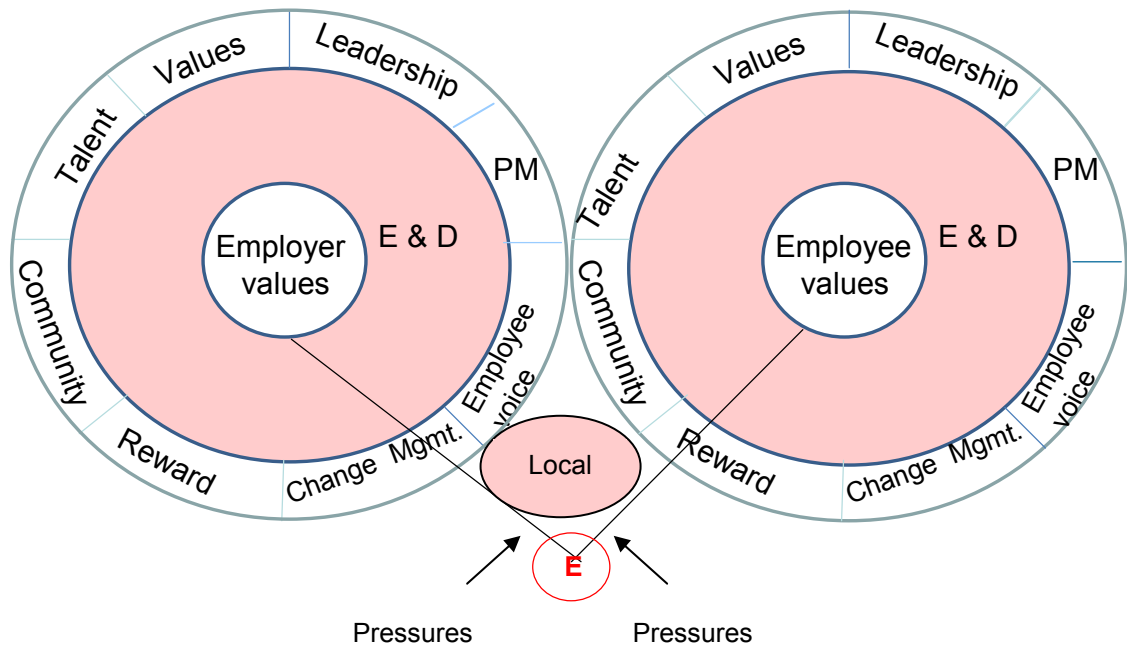 Values
Leadership
Talent
PM
E & D
Employer
values
Community
Employee
voice
Reward
Change Mgmt.
Values
Leadership
Talent
PM
E & D
Employee
values
Community
Employee
voice
Reward
Change Mgmt.
Local
E
Pressures
Pressures